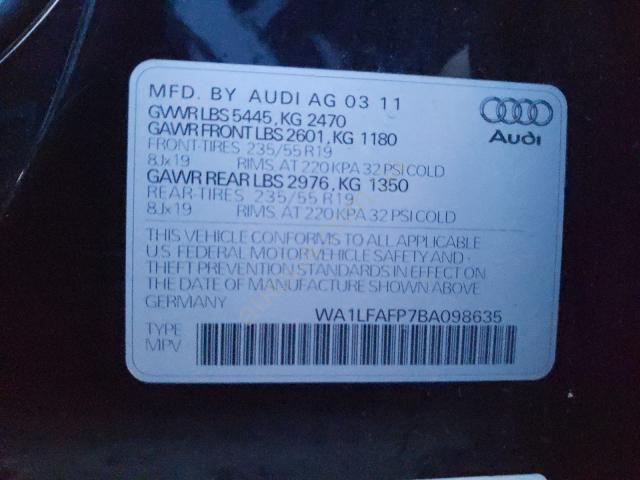 MFD. BY AUDI AG 03 11
GVWR LBS 5445, KG 2470
GAWR FRONT LBS 2601, KG 1180
FRONT-TIRES 235/55 R19
8Jx19 RIMS AT 220 KPA 32 PSI COLD
GAWR REAR LBS 2976, KG 1350
REAR-TIRES 235/55 R19
8Jx19 RIMS AT 220 KPA 32 PSI COLD
Audi
THIS VEHICLE CONFORMS TO ALL APPLICABLE
U.S. FEDERAL MOTOR VEHICLE SAFETY AND
THEFT PREVENTION STANDARDS IN EFFECT ON
THE DATE OF MANUFACTURE SHOWN ABOVE
GERMANY
WA1LFAFP7BA098635
TYPE
MPV